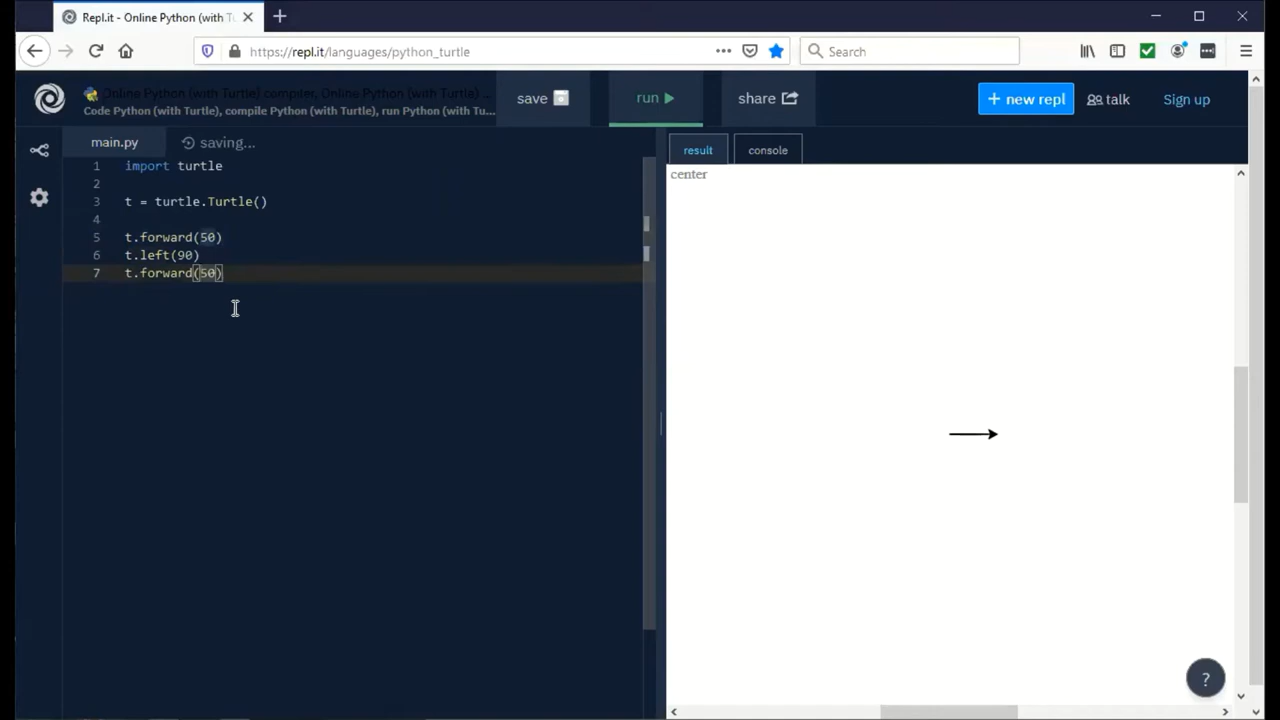 Repl.it - Online Python (with Tu
https://repl.it/languages/python_turtle
Search
Online Python (with Turtle) compiler, Online Python (with Turtle) ...
Code Python (with Turtle), compile Python (with Turtle), run Python (with Tu...
save
run
share
+ new repl
talk
Sign up
main.py
saving...
result
console
1 import turtle
2
3 t = turtle.Turtle()
4
5 t.forward(50)
6 t.left(90)
7 t.forward(50)
center
?